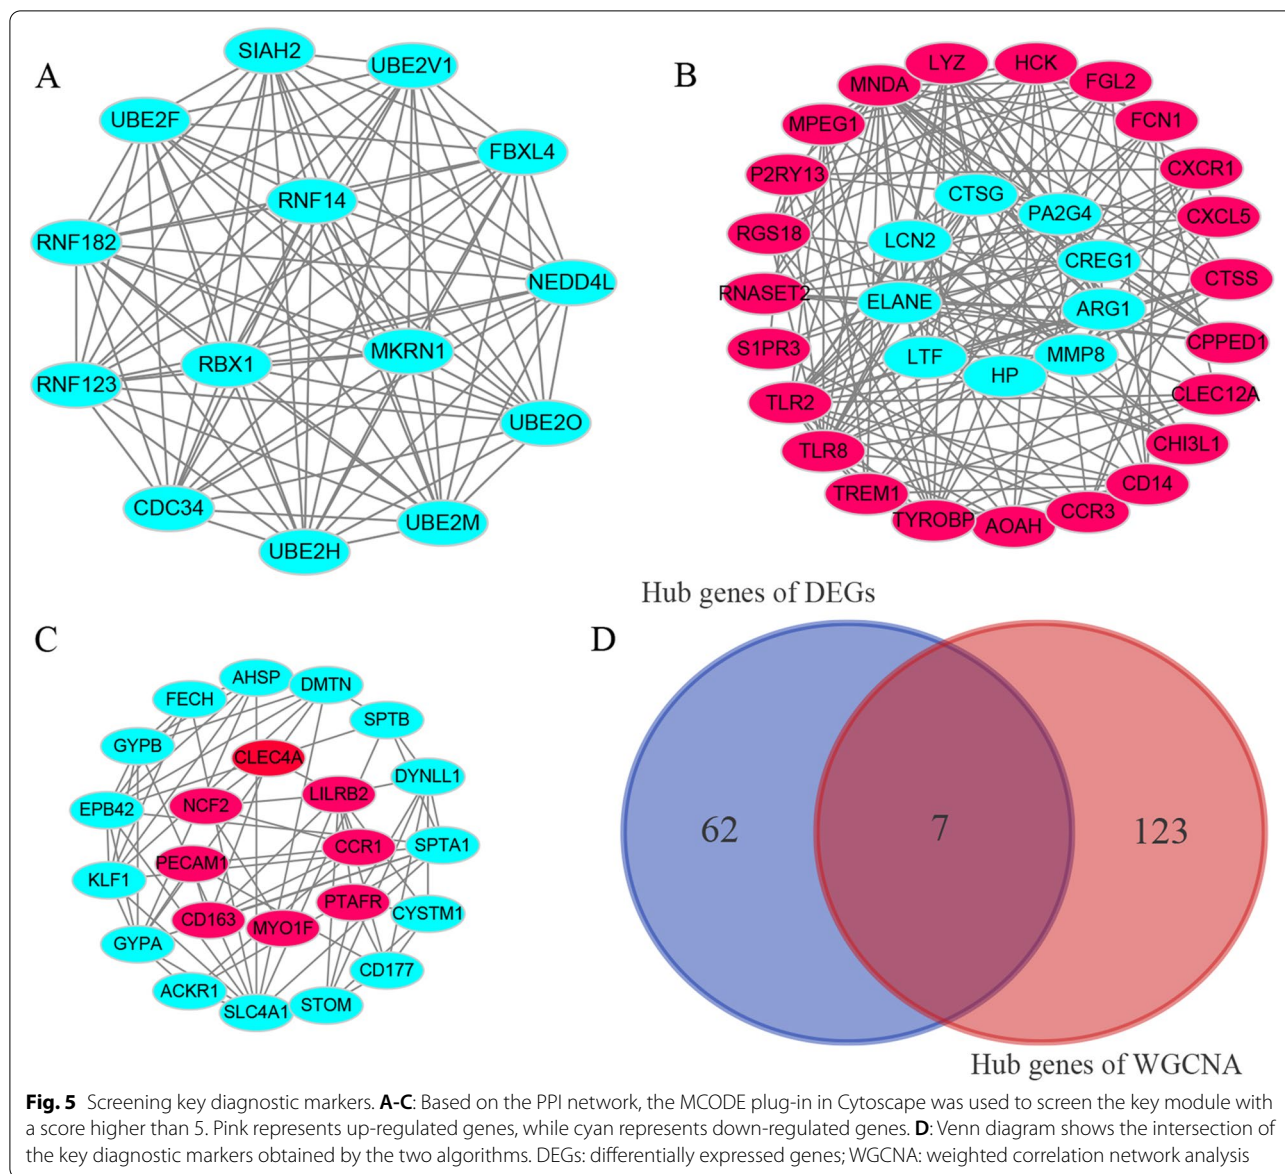 A
SIAH2
UBE2V1
UBE2F
FBXL4
RNF14
RNF182
NEDD4L
MKRN1
RBX1
RNF123
UBE2O
CDC34
UBE2M
UBE2H
B
LYZ
HCK
MNDA
FGL2
MPEG1
FCN1
P2RY13
CXCR1
CTSG
PA2G4
CXCL5
RGS18
LCN2
CREG1
CTSS
RNASET2
ELANE
ARG1
S1PR3
LTF
MMP8
CPPED1
HP
TLR2
CLEC12A
TLR8
CHI3L1
TREM1
CD14
TYROBP
AOAH
CCR3
C
AHSP
DMTN
FECH
SPTB
GYPB
CLEC4A
DYNLL1
NCF2
LILRB2
EPB42
CCR1
SPTA1
PECAM1
KLF1
PTAFR
CD163
MYO1F
CYSTM1
GYPA
CD177
ACKR1
SLC4A1
STOM
Hub genes of DEGs
D
62
7
123
Hub genes of WGCNA
Fig. 5 Screening key diagnostic markers. A-C: Based on the PPI network, the MCODE plug-in in Cytoscape was used to screen the key module with
a score higher than 5. Pink represents up-regulated genes, while cyan represents down-regulated genes. D: Venn diagram shows the intersection of
the key diagnostic markers obtained by the two algorithms. DEGs: differentially expressed genes; WGCNA: weighted correlation network analysis